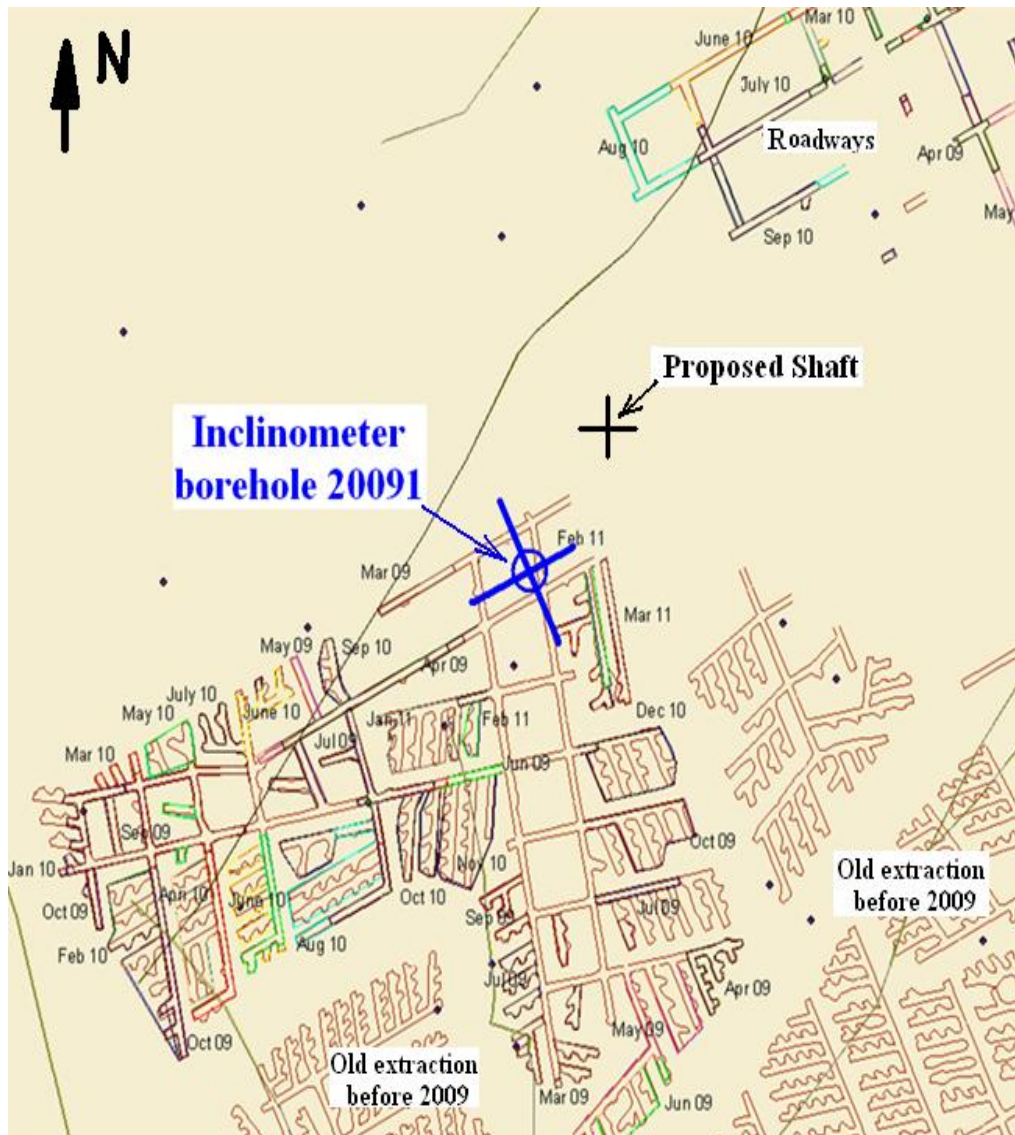 N
Mar 10
June 10
July 10
Aug 10
Roadways
Apr 09
May
Sep 10
Proposed Shaft
Inclinometer
borehole 20091
Feb 11
Mar 09
Mar 11
May 09
Sep 10
Apr 09
July 10
May 10
June 10
Jan 11
Feb 11
Dec 10
Mar 10
Jul 09
Jun 09
Sep 09
Oct 09
Jan 10
Nov 10
Old extraction
before 2009
Apr 10
June 10
Oct 10
Oct 09
Sep 09
Jul 09
Feb 10
Aug 10
Jul 09
Apr 09
May 09
Oct 09
Old extraction
before 2009
Mar 09
Jun 09